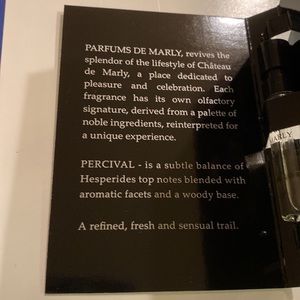 PARFUMS DE MARLY, revives the
splendor of the lifestyle of Château
de Marly, a place dedicated to
pleasure and celebration. Each
fragrance has its own olfactory
signature, derived from a palette of
noble ingredients, reinterpreted for
a unique experience.
PERCIVAL - is a subtle balance of
Hesperides top notes blended with
aromatic facets and a woody base.
A refined, fresh and sensual trail.
MARLY